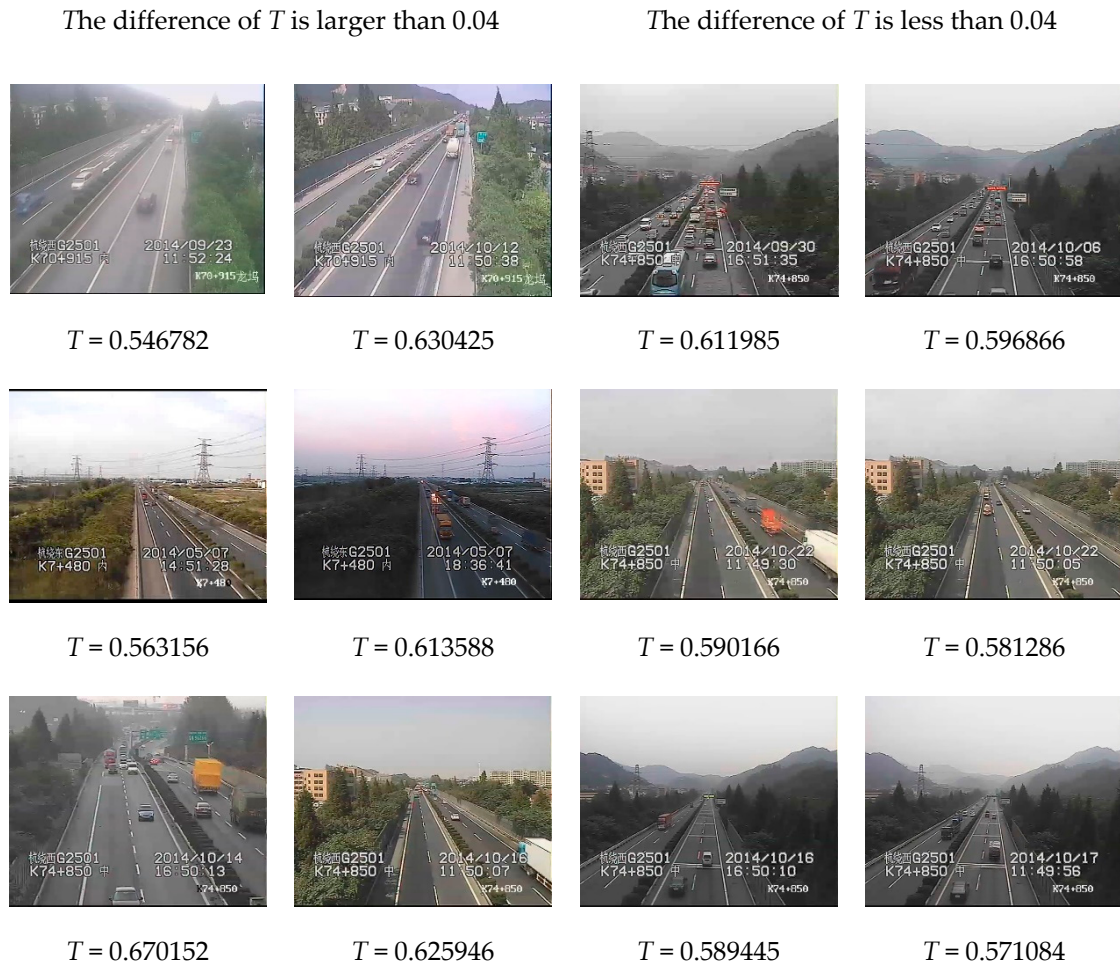 The difference of T is larger than 0.04
The difference of T is less than 0.04
杭绕西G2501 2014/09/23
K70+915 内 11:52:24
K70+915龙坞
杭绕西G2501 2014/10/12
K70+915 内 11:50:38
K70+915龙坞
杭绕西G2501 2014/09/30
K74+850 中 16:51:35
K74+850
杭绕西G2501 2014/10/06
K74+850 中 16:50:58
K74+850
T = 0.546782
T = 0.630425
T = 0.611985
T = 0.596866
杭绕东G2501 2014/05/07
K7+480 内 14:51:28
K7+480
杭绕东G2501 2014/05/07
K7+480 内 18:36:41
K7+480
杭绕西G2501 2014/10/22
K74+850 中 11:49:30
K74+850
杭绕西G2501 2014/10/22
K74+850 中 11:50:05
K74+850
T = 0.563156
T = 0.613588
T = 0.590166
T = 0.581286
杭绕西G2501 2014/10/14
K74+850 中 16:50:13
K74+850
杭绕西G2501 2014/10/16
K74+850 中 11:50:07
K74+850
杭绕西G2501 2014/10/16
K74+850 中 16:50:10
K74+850
杭绕西G2501 2014/10/17
K74+850 中 11:49:56
K74+850
T = 0.670152
T = 0.625946
T = 0.589445
T = 0.571084